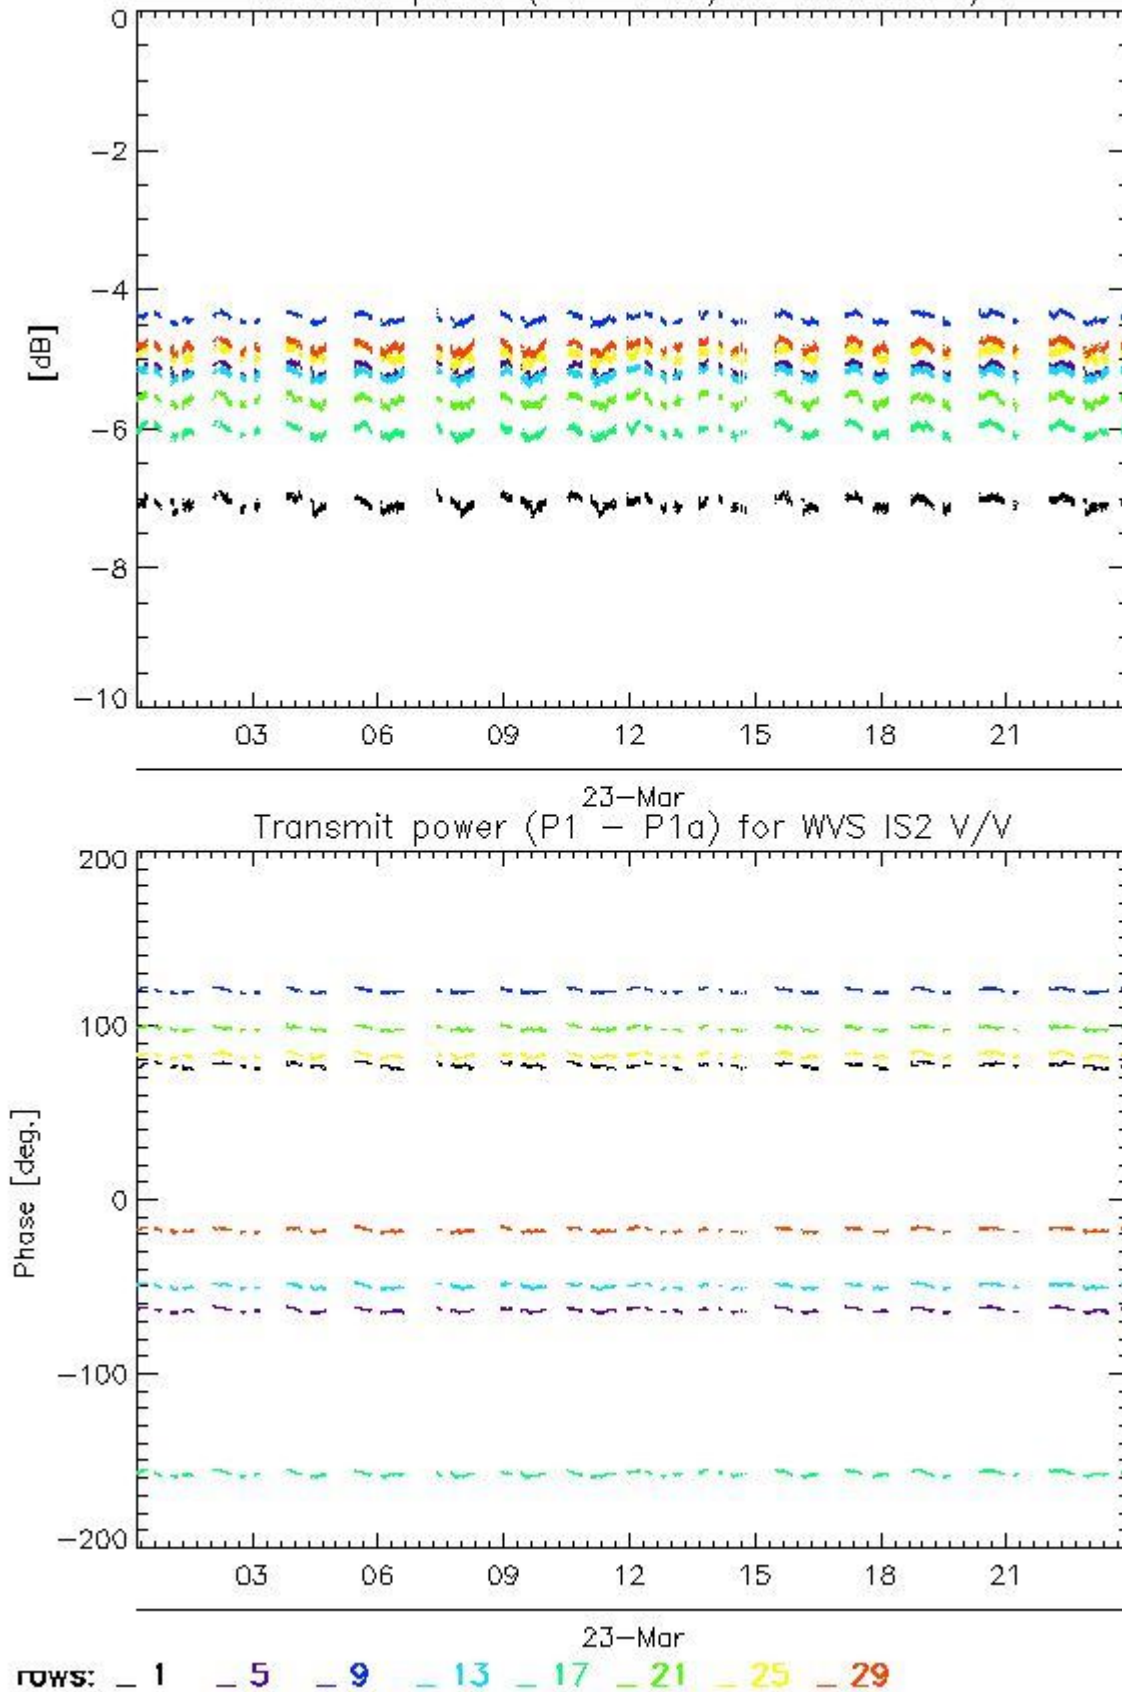 0
−2
−4
[dB]
−6
−8
−10
03 06 09 12 15 18 21
23−Mar
Transmit power (P1 − P1a) for WVS IS2 V/V
200
100
Phase [deg.]
0
−100
−200
03 06 09 12 15 18 21
23−Mar
rows: _ 1 _ 5 _ 9 _ 13 _ 17 _ 21 _ 25 _ 29